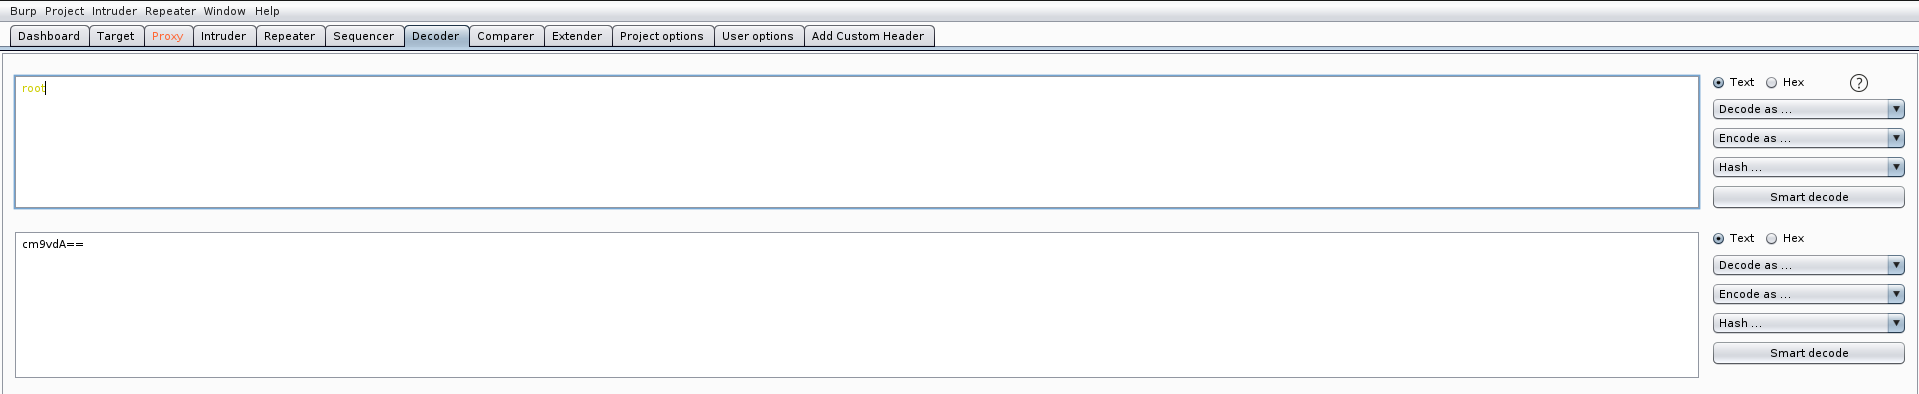 Burp Project Intruder Repeater Window Help
Dashboard Target Proxy Intruder Repeater Sequencer Decoder Comparer Extender Project options User options Add Custom Header
root
Text Hex ?
Decode as ...
Encode as ...
Hash ...
Smart decode
cm9vdA==
Text Hex
Decode as ...
Encode as ...
Hash ...
Smart decode